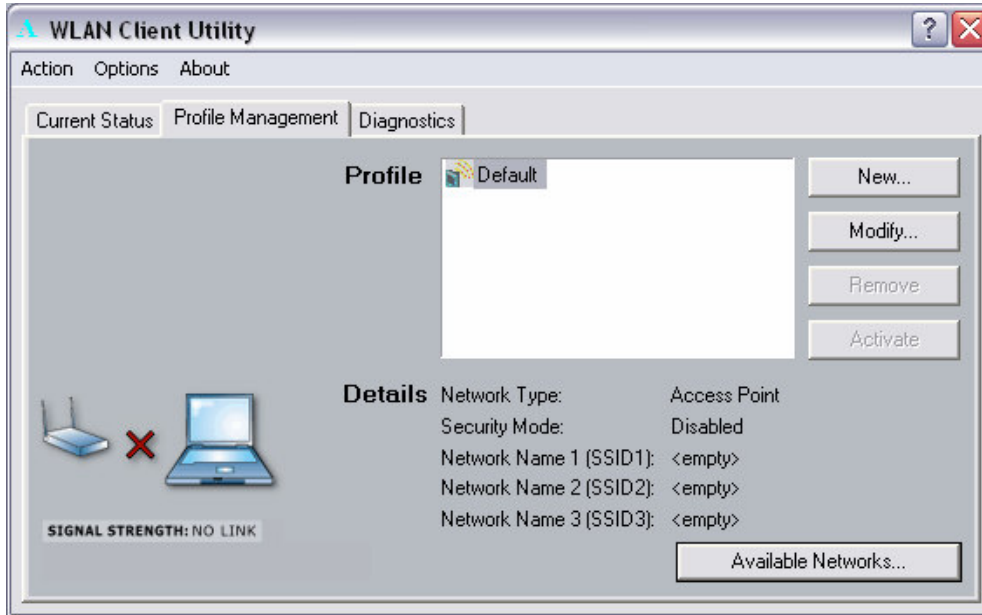 WLAN Client Utility
Action Options About
Current Status Profile Management Diagnostics
Profile
Default
New...
Modify...
Remove
Activate
Details
Network Type: Access Point
Security Mode: Disabled
Network Name 1 (SSID1): <empty>
Network Name 2 (SSID2): <empty>
Network Name 3 (SSID3): <empty>
SIGNAL STRENGTH: NO LINK
Available Networks...